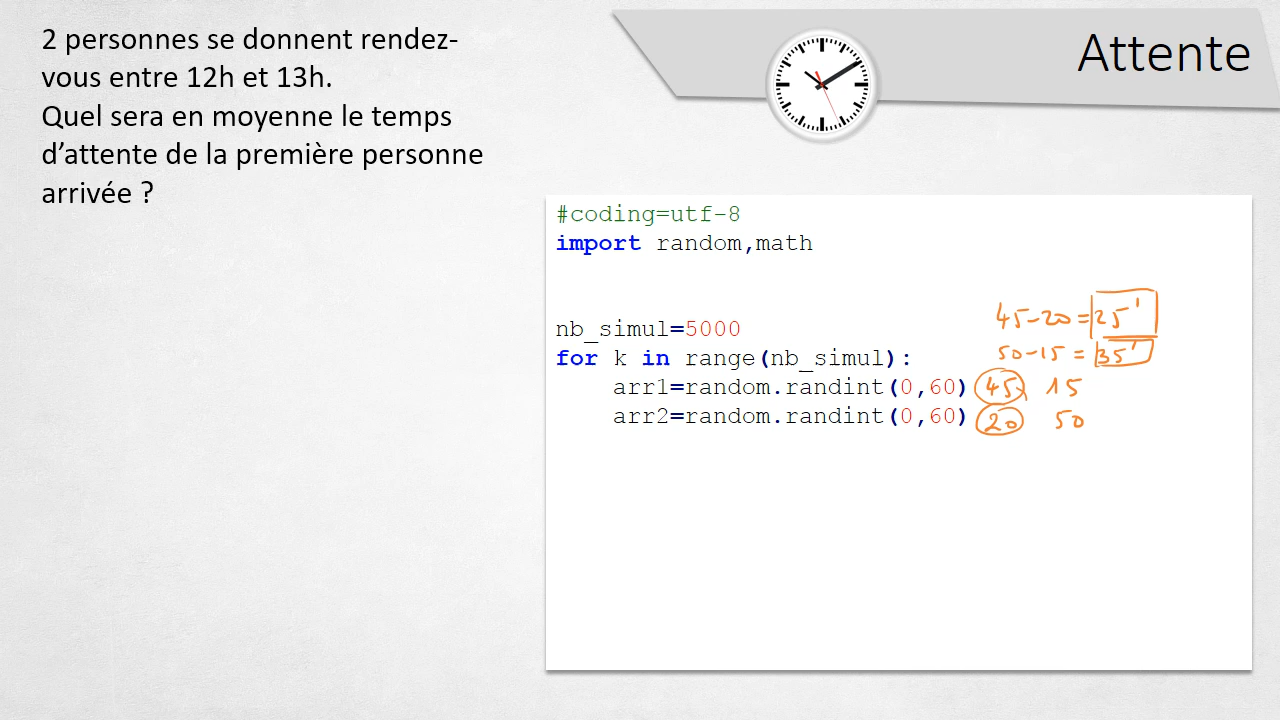 2 personnes se donnent rendez-
vous entre 12h et 13h.
Quel sera en moyenne le temps
d’attente de la première personne
arrivée ?
Attente
#coding=utf-8
import random,math
nb_simul=5000
for k in range(nb_simul):
    arr1=random.randint(0,60)
    arr2=random.randint(0,60)
45-20=25'
50-15=35'
45 15
20 50